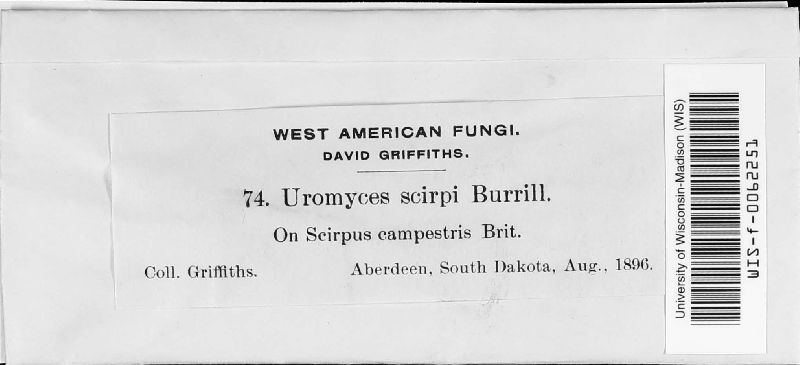 WEST AMERICAN FUNGI.
DAVID GRIFFITHS.
74. Uromyces scirpi Burrill.
On Scirpus campestris Brit.
Coll. Griffiths. Aberdeen, South Dakota, Aug., 1896.
University of Wisconsin-Madison (WIS)
WIS-f-0062251